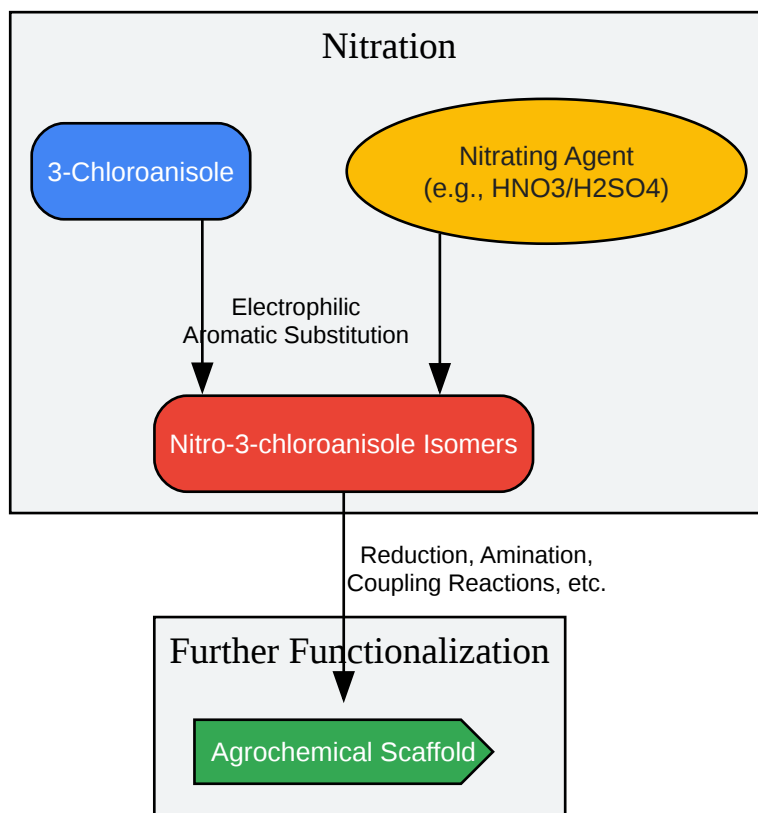 Nitration
3-Chloroanisole
Nitrating Agent
(e.g., HNO3/H2SO4)
Electrophilic
Aromatic Substitution
Nitro-3-chloroanisole Isomers
Reduction, Amination,
Coupling Reactions, etc.
Further Functionalization
Agrochemical Scaffold